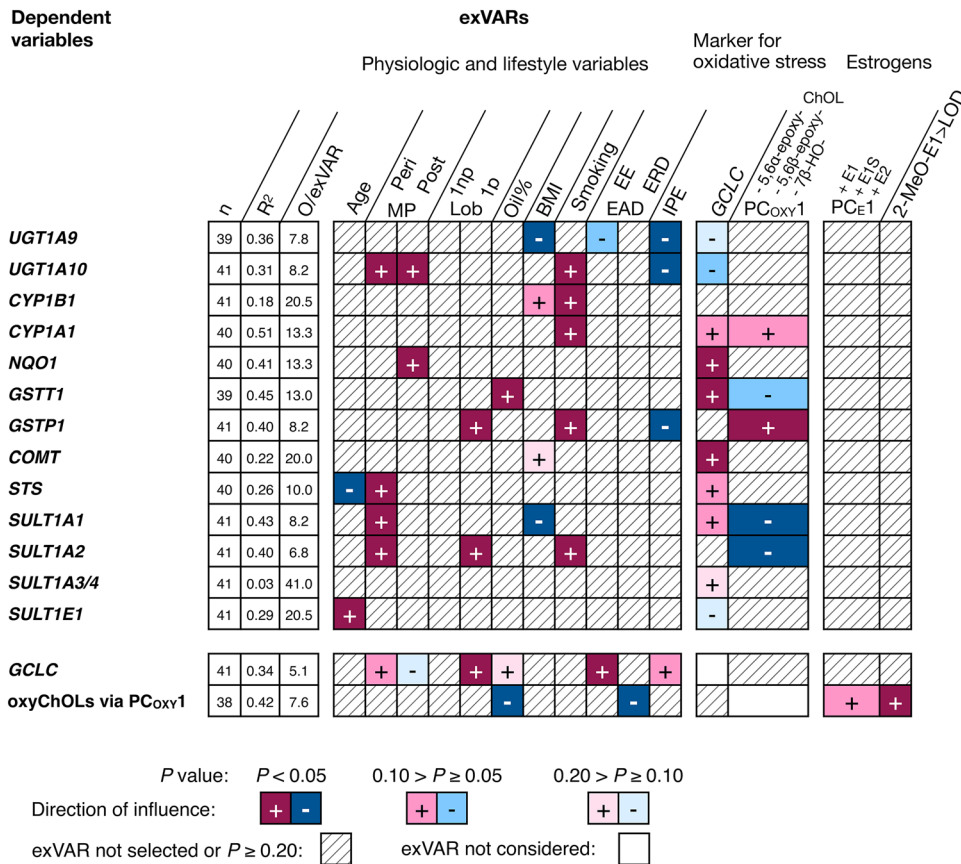 Dependent variables
exVARs
Physiologic and lifestyle variables
Marker for oxidative stress
Estrogens
n
R²
O/exVAR
Age
Peri
Post
MP
1np
1p
Lob
Oil%
BMI
Smoking
EE
ERD
EAD
IPE
GCLC
- 5,6α-epoxy-ChOL
- 5,6β-epoxy-
- 7β-HO-
PCOXY1
+ E1
+ E1S
+ E2
PCE1
2-MeO-E1>LOD
UGT1A9 39 0.36 7.8 - - - -
UGT1A10 41 0.31 8.2 + + + - -
CYP1B1 41 0.18 20.5 + +
CYP1A1 40 0.51 13.3 + + +
NQO1 40 0.41 13.3 + +
GSTT1 39 0.45 13.0 + + -
GSTP1 41 0.40 8.2 + + - +
COMT 40 0.22 20.0 + +
STS 40 0.26 10.0 - + +
SULT1A1 41 0.43 8.2 + - + -
SULT1A2 41 0.40 6.8 + + + -
SULT1A3/4 41 0.03 41.0 +
SULT1E1 41 0.29 20.5 + -
GCLC 41 0.34 5.1 + - + + + +
oxyChOLs via PCOXY1 38 0.42 7.6 - - + +
P value: P < 0.05 0.10 > P ≥ 0.05 0.20 > P ≥ 0.10
Direction of influence: + - + - + -
exVAR not selected or P ≥ 0.20: exVAR not considered: